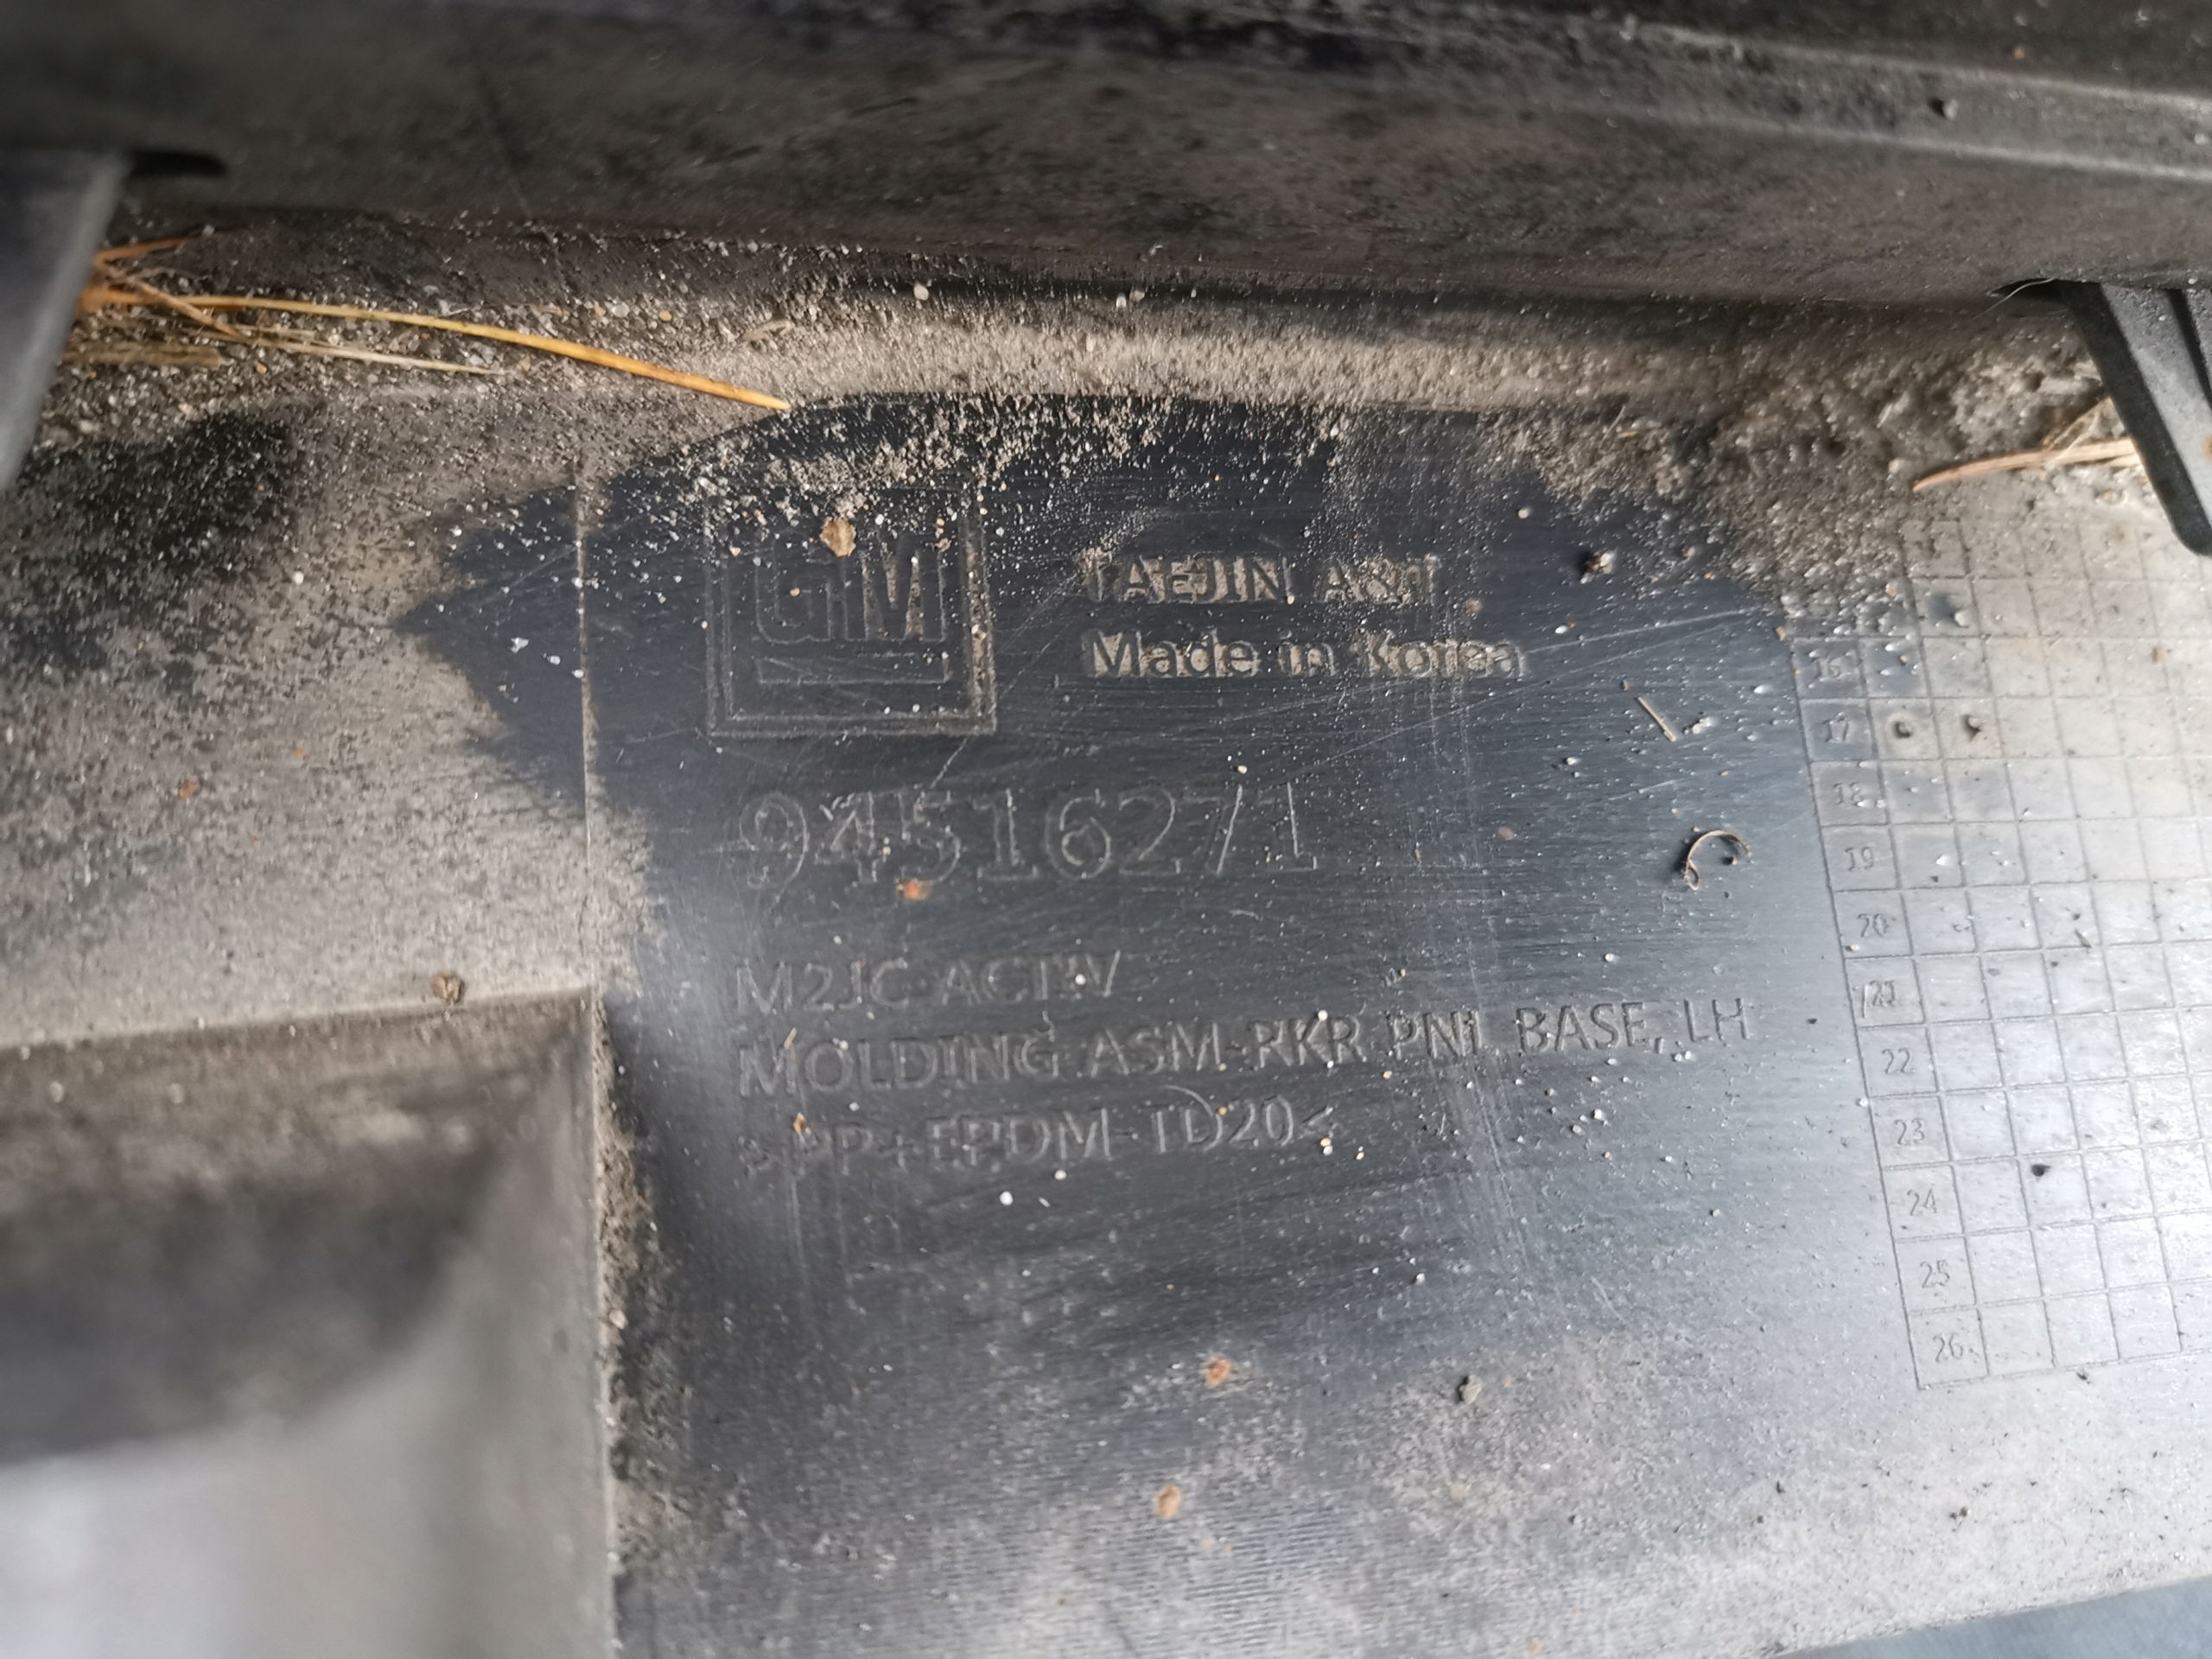 GM
TAEJIN A&T
Made in Korea
94516271
M2JC-ACTIV
MOLDING ASM-RKR PNL BASE, LH
>PP+EPDM-TD20<
16
17
18
19
20
21
22
23
24
25
26